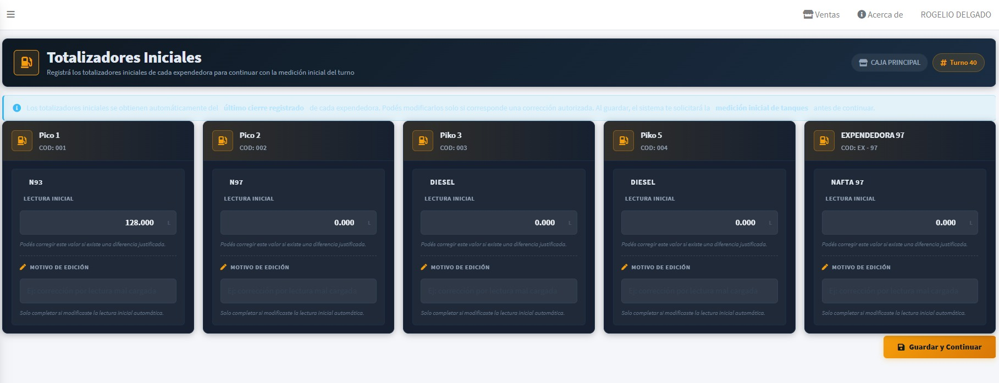 Ventas
Acerca de
ROGELIO DELGADO
Totalizadores Iniciales
Registrá los totalizadores iniciales de cada expendedora para continuar con la medición inicial del turno
CAJA PRINCIPAL
# Turno 40
Los totalizadores iniciales se obtienen automáticamente del último cierre registrado de cada expendedora. Podés modificarlos solo si corresponde una corrección autorizada. Al guardar, el sistema te solicitará la medición inicial de tanques antes de continuar.
Pico 1
COD: 001
N93
LECTURA INICIAL
128.000 L
Podés corregir este valor si existe una diferencia justificada.
MOTIVO DE EDICIÓN
Ej: corrección por lectura mal cargada
Solo completar si modificaste la lectura inicial automática.
Pico 2
COD: 002
N97
LECTURA INICIAL
0.000 L
Podés corregir este valor si existe una diferencia justificada.
MOTIVO DE EDICIÓN
Ej: corrección por lectura mal cargada
Solo completar si modificaste la lectura inicial automática.
Piko 3
COD: 003
DIESEL
LECTURA INICIAL
0.000 L
Podés corregir este valor si existe una diferencia justificada.
MOTIVO DE EDICIÓN
Ej: corrección por lectura mal cargada
Solo completar si modificaste la lectura inicial automática.
Piko 5
COD: 004
DIESEL
LECTURA INICIAL
0.000 L
Podés corregir este valor si existe una diferencia justificada.
MOTIVO DE EDICIÓN
Ej: corrección por lectura mal cargada
Solo completar si modificaste la lectura inicial automática.
EXPENDEDORA 97
COD: EX - 97
NAFTA 97
LECTURA INICIAL
0.000 L
Podés corregir este valor si existe una diferencia justificada.
MOTIVO DE EDICIÓN
Ej: corrección por lectura mal cargada
Solo completar si modificaste la lectura inicial automática.
Guardar y Continuar